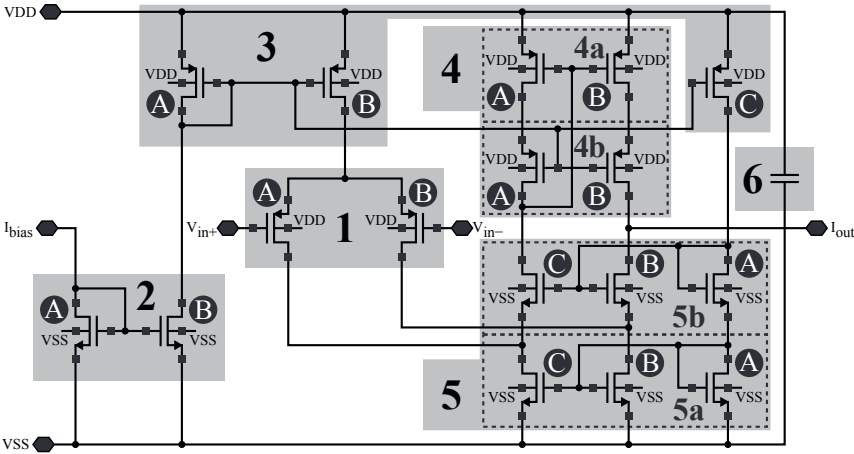 VDD
3
4
4a
VDD
VDD
VDD
VDD
VDD
A
B
A
B
C
4b
VDD
VDD
6
A
B
A
B
Ibias
Vin+
VDD
1
VDD
Vin−
Iout
2
C
B
A
A
B
VSS
VSS
VSS
VSS
VSS
5b
C
B
A
5
VSS
VSS
VSS
5a
VSS